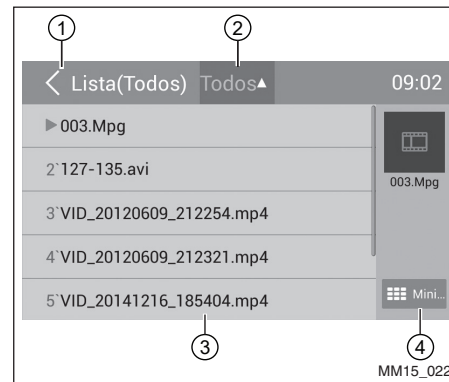 1 2
Lista(Todos) Todos▲ 09:02
003.Mpg
2`127-135.avi
003.Mpg
3`VID_20120609_212254.mp4
4`VID_20120609_212321.mp4
5`VID_20141216_185404.mp4
Mini...
3 4
MM15_022